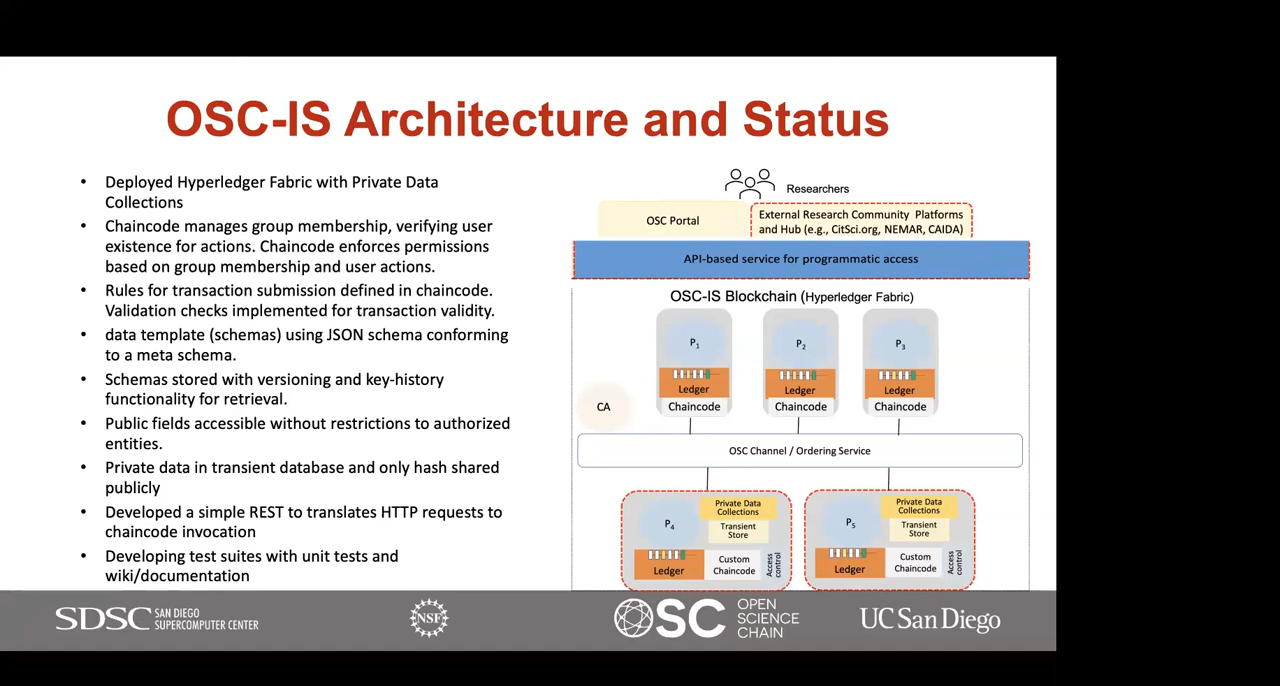 OSC-IS Architecture and Status
• Deployed Hyperledger Fabric with Private Data
Collections
• Chaincode manages group membership, verifying user
existence for actions. Chaincode enforces permissions
based on group membership and user actions.
• Rules for transaction submission defined in chaincode.
Validation checks implemented for transaction validity.
• data template (schemas) using JSON schema conforming
to a meta schema.
• Schemas stored with versioning and key-history
functionality for retrieval.
• Public fields accessible without restrictions to authorized
entities.
• Private data in transient database and only hash shared
publicly
• Developed a simple REST to translates HTTP requests to
chaincode invocation
• Developing test suites with unit tests and
wiki/documentation
Researchers
OSC Portal
External Research Community Platforms
and Hub (e.g., CitSci.org, NEMAR, CAIDA)
API-based service for programmatic access
OSC-IS Blockchain (Hyperledger Fabric)
P1
Ledger
Chaincode
P2
Ledger
Chaincode
P3
Ledger
Chaincode
CA
OSC Channel / Ordering Service
P4
Private Data
Collections
Transient
Store
Ledger
Custom
Chaincode
Access
control
P5
Private Data
Collections
Transient
Store
Ledger
Custom
Chaincode
Access
control
SDSC SAN DIEGO
SUPERCOMPUTER CENTER
NSF
OSC OPEN
SCIENCE
CHAIN
UC San Diego